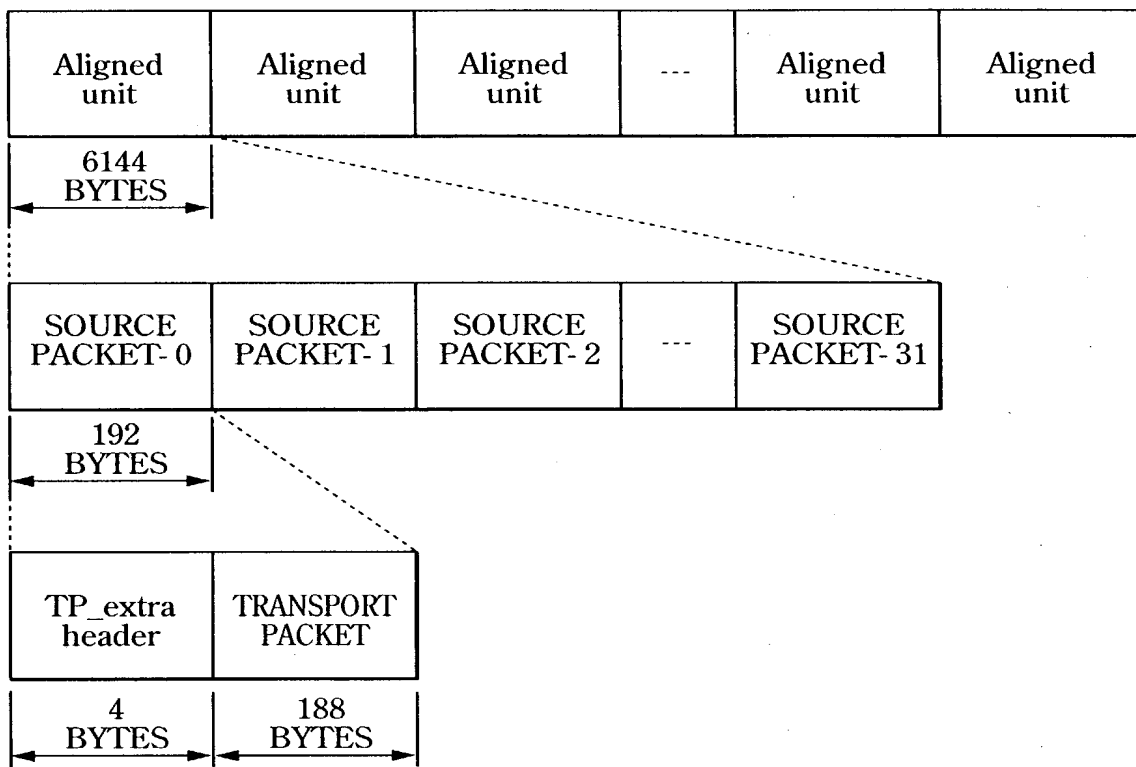 Aligned
unit
Aligned
unit
Aligned
unit
---
Aligned
unit
Aligned
unit
6144
BYTES
SOURCE
PACKET- 0
SOURCE
PACKET- 1
SOURCE
PACKET- 2
---
SOURCE
PACKET- 31
192
BYTES
TP_extra
header
TRANSPORT
PACKET
4
BYTES
188
BYTES